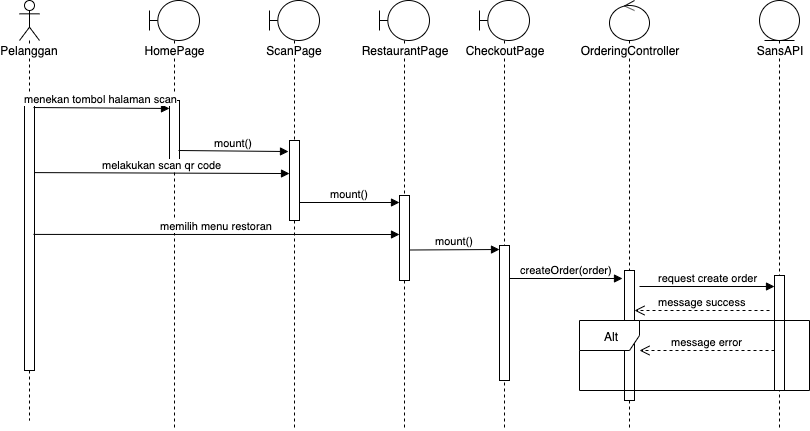 Pelanggan
HomePage
ScanPage
RestaurantPage
CheckoutPage
OrderingController
SansAPI
menekan tombol halaman scan
mount()
melakukan scan qr code
mount()
memilih menu restoran
mount()
createOrder(order)
request create order
message success
Alt
message error